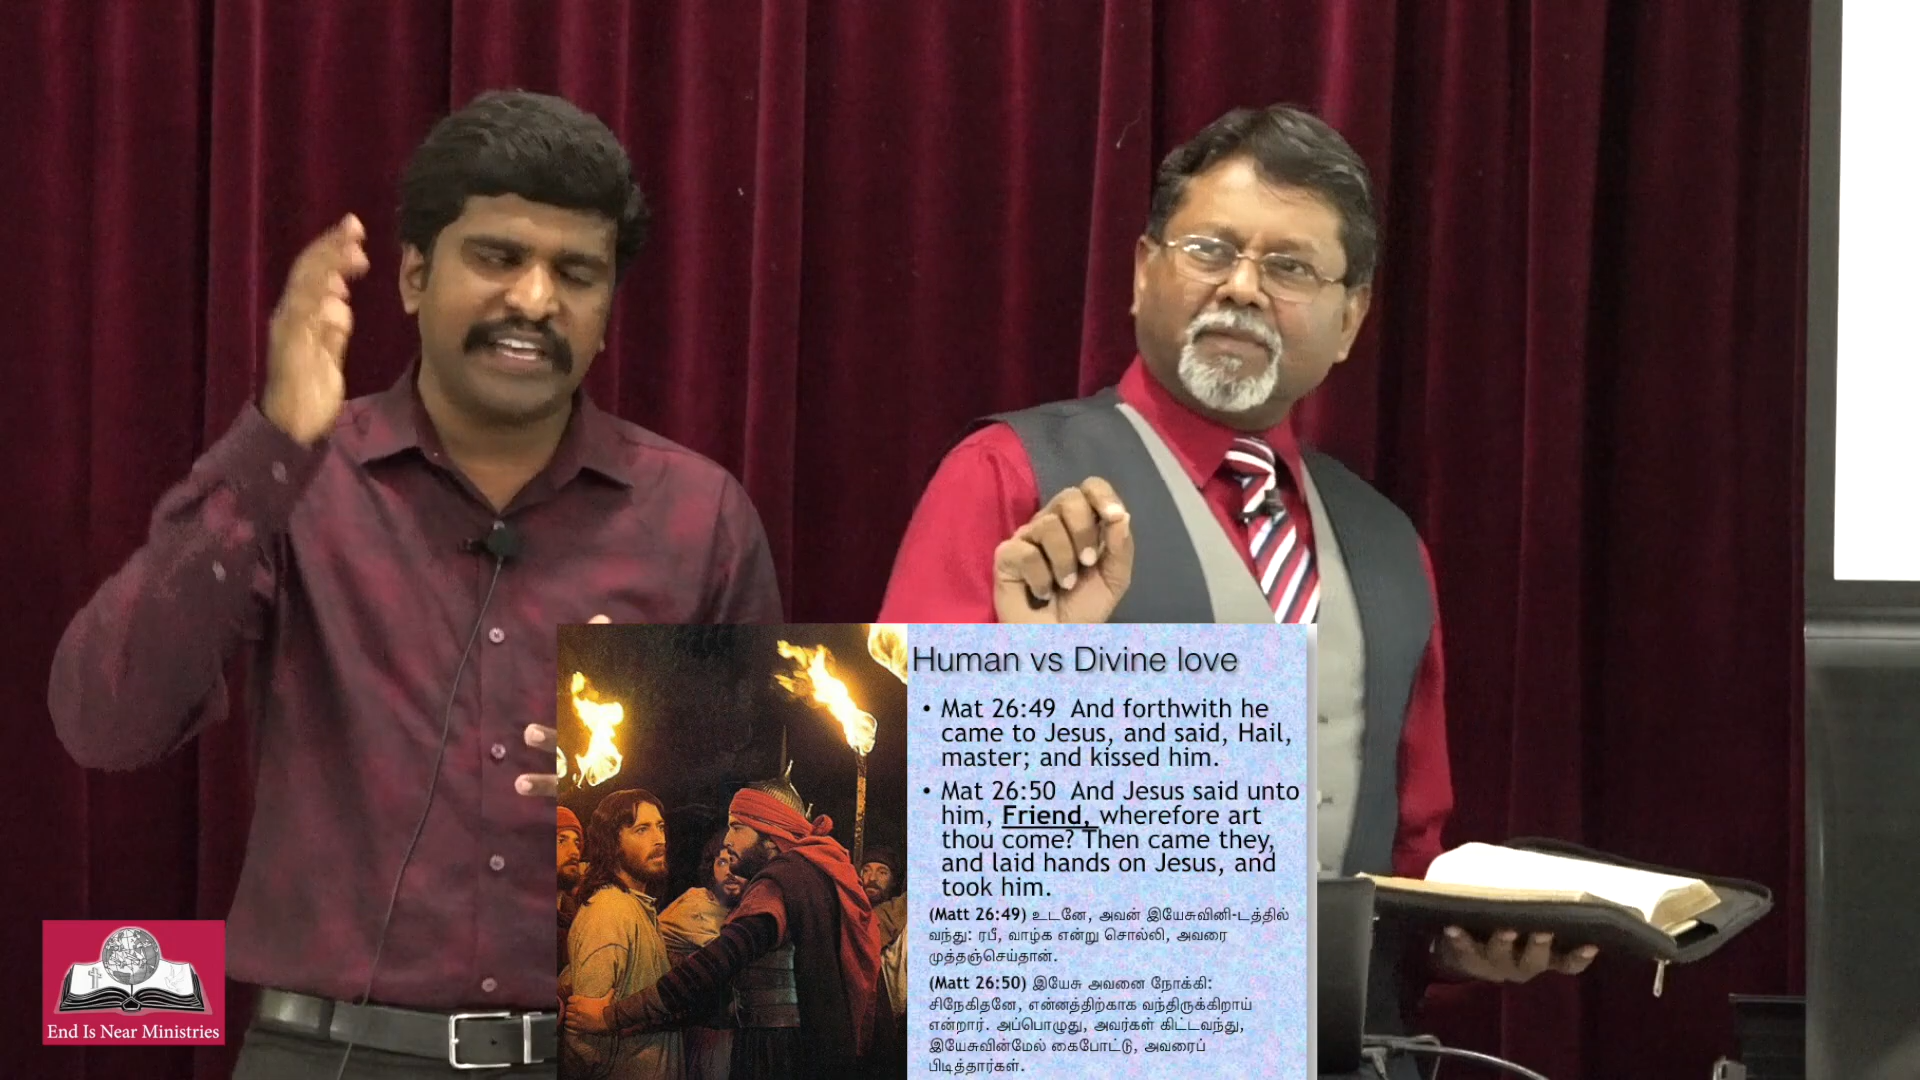 Human vs Divine love
• Mat 26:49 And forthwith he
came to Jesus, and said, Hail,
master; and kissed him.
• Mat 26:50 And Jesus said unto
him, Friend, wherefore art
thou come? Then came they,
and laid hands on Jesus, and
took him.
(Matt 26:49) உடனே, அவன் இயேசுவினி-டத்தில்
வந்து: ரபீ, வாழ்க என்று சொல்லி, அவரை
முத்தஞ்செய்தான்.
(Matt 26:50) இயேசு அவனை நோக்கி:
சிநேகிதனே, என்னத்திற்காக வந்திருக்கிறாய்
என்றார். அப்பொழுது, அவர்கள் கிட்டவந்து,
இயேசுவின்மேல் கைபோட்டு, அவரைப்
பிடித்தார்கள்.
End Is Near Ministries